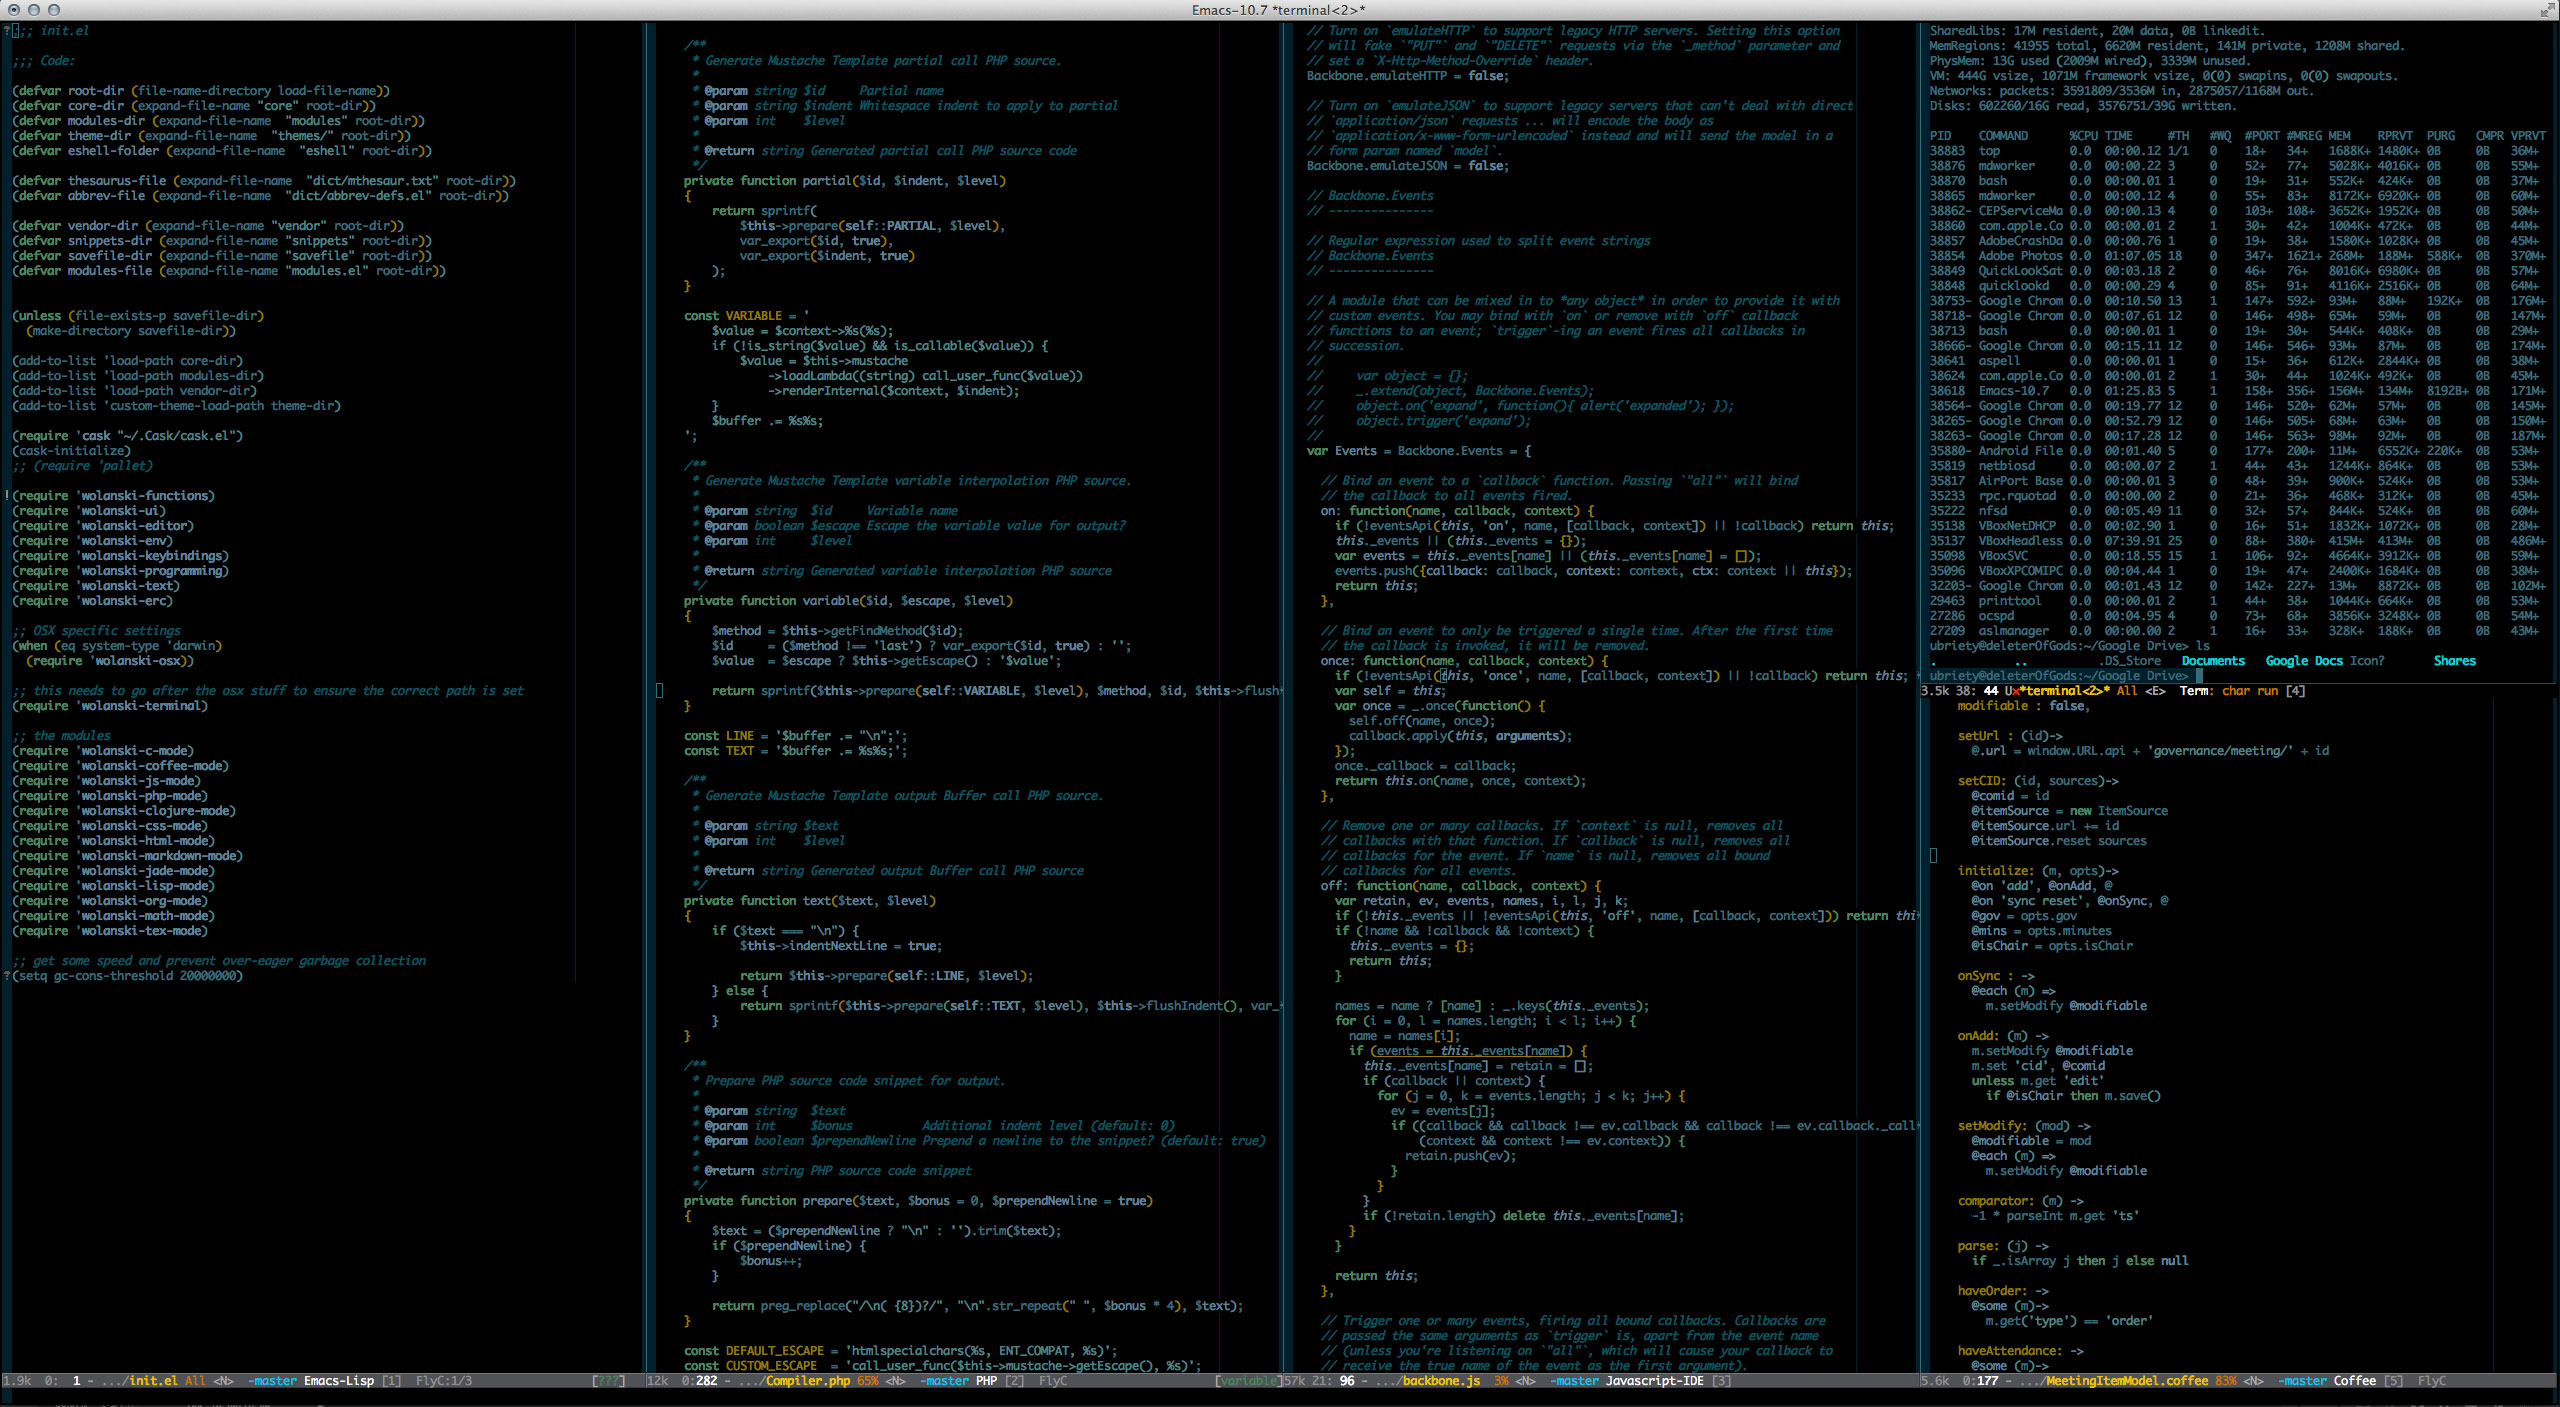 Emacs-10.7 *terminal<2>*
;;; init.el
;;; Code:
(defvar root-dir (file-name-directory load-file-name))
(defvar core-dir (expand-file-name "core" root-dir))
(defvar modules-dir (expand-file-name  "modules" root-dir))
(defvar theme-dir (expand-file-name  "themes/" root-dir))
(defvar eshell-folder (expand-file-name  "eshell" root-dir))
(defvar thesaurus-file (expand-file-name  "dict/mthesaur.txt" root-dir))
(defvar abbrev-file (expand-file-name  "dict/abbrev-defs.el" root-dir))
(defvar vendor-dir (expand-file-name "vendor" root-dir))
(defvar snippets-dir (expand-file-name "snippets" root-dir))
(defvar savefile-dir (expand-file-name "savefile" root-dir))
(defvar modules-file (expand-file-name "modules.el" root-dir))
(unless (file-exists-p savefile-dir)
  (make-directory savefile-dir))
(add-to-list 'load-path core-dir)
(add-to-list 'load-path modules-dir)
(add-to-list 'load-path vendor-dir)
(add-to-list 'custom-theme-load-path theme-dir)
(require 'cask "~/.Cask/cask.el")
(cask-initialize)
;; (require 'pallet)
(require 'wolanski-functions)
(require 'wolanski-ui)
(require 'wolanski-editor)
(require 'wolanski-env)
(require 'wolanski-keybindings)
(require 'wolanski-programming)
(require 'wolanski-text)
(require 'wolanski-erc)
;; OSX specific settings
(when (eq system-type 'darwin)
  (require 'wolanski-osx))
;; this needs to go after the osx stuff to ensure the correct path is set
(require 'wolanski-terminal)
;; the modules
(require 'wolanski-c-mode)
(require 'wolanski-coffee-mode)
(require 'wolanski-js-mode)
(require 'wolanski-php-mode)
(require 'wolanski-clojure-mode)
(require 'wolanski-css-mode)
(require 'wolanski-html-mode)
(require 'wolanski-markdown-mode)
(require 'wolanski-jade-mode)
(require 'wolanski-lisp-mode)
(require 'wolanski-org-mode)
(require 'wolanski-math-mode)
(require 'wolanski-tex-mode)
;; get some speed and prevent over-eager garbage collection
(setq gc-cons-threshold 20000000)
1.9k  0:  1 - .../init.el All <N>  -master Emacs-Lisp [1]  FlyC:1/3 [???]
/**
 * Generate Mustache Template partial call PHP source.
 *
 * @param string $id     Partial name
 * @param string $indent Whitespace indent to apply to partial
 * @param int    $level
 *
 * @return string Generated partial call PHP source code
 */
private function partial($id, $indent, $level)
{
    return sprintf(
        $this->prepare(self::PARTIAL, $level),
        var_export($id, true),
        var_export($indent, true)
    );
}
const VARIABLE = '
    $value = $context->%s(%s);
    if (!is_string($value) && is_callable($value)) {
        $value = $this->mustache
            ->loadLambda((string) call_user_func($value))
            ->renderInternal($context, $indent);
    }
    $buffer .= %s%s;
';
/**
 * Generate Mustache Template variable interpolation PHP source.
 *
 * @param string  $id     Variable name
 * @param boolean $escape Escape the variable value for output?
 * @param int     $level
 *
 * @return string Generated variable interpolation PHP source
 */
private function variable($id, $escape, $level)
{
    $method = $this->getFindMethod($id);
    $id     = ($method !== 'last') ? var_export($id, true) : '';
    $value  = $escape ? $this->getEscape() : '$value';
    return sprintf($this->prepare(self::VARIABLE, $level), $method, $id, $this->flush
}
const LINE = '$buffer .= "\n";';
const TEXT = '$buffer .= %s%s;';
/**
 * Generate Mustache Template output Buffer call PHP source.
 *
 * @param string $text
 * @param int    $level
 *
 * @return string Generated output Buffer call PHP source
 */
private function text($text, $level)
{
    if ($text === "\n") {
        $this->indentNextLine = true;
        return $this->prepare(self::LINE, $level);
    } else {
        return sprintf($this->prepare(self::TEXT, $level), $this->flushIndent(), var_
    }
}
/**
 * Prepare PHP source code snippet for output.
 *
 * @param string  $text
 * @param int     $bonus          Additional indent level (default: 0)
 * @param boolean $prependNewline Prepend a newline to the snippet? (default: true)
 *
 * @return string PHP source code snippet
 */
private function prepare($text, $bonus = 0, $prependNewline = true)
{
    $text = ($prependNewline ? "\n" : '').trim($text);
    if ($prependNewline) {
        $bonus++;
    }
    return preg_replace("/\n( {8})?/", "\n".str_repeat(" ", $bonus * 4), $text);
}
const DEFAULT_ESCAPE = 'htmlspecialchars(%s, ENT_COMPAT, %s)';
const CUSTOM_ESCAPE  = 'call_user_func($this->mustache->getEscape(), %s)';
12k  0:282 - .../Compiler.php 65% <N>  -master PHP [2]  FlyC [variable]
// Turn on `emulateHTTP` to support legacy HTTP servers. Setting this option
// will fake `"PUT"` and `"DELETE"` requests via the `_method` parameter and
// set a `X-Http-Method-Override` header.
Backbone.emulateHTTP = false;
// Turn on `emulateJSON` to support legacy servers that can't deal with direct
// `application/json` requests ... will encode the body as
// `application/x-www-form-urlencoded` instead and will send the model in a
// form param named `model`.
Backbone.emulateJSON = false;
// Backbone.Events
// ---------------
// Regular expression used to split event strings
// Backbone.Events
// ---------------
// A module that can be mixed in to *any object* in order to provide it with
// custom events. You may bind with `on` or remove with `off` callback
// functions to an event; `trigger`-ing an event fires all callbacks in
// succession.
//
//     var object = {};
//     _.extend(object, Backbone.Events);
//     object.on('expand', function(){ alert('expanded'); });
//     object.trigger('expand');
//
var Events = Backbone.Events = {
  // Bind an event to a `callback` function. Passing `"all"` will bind
  // the callback to all events fired.
  on: function(name, callback, context) {
    if (!eventsApi(this, 'on', name, [callback, context]) || !callback) return this;
    this._events || (this._events = {});
    var events = this._events[name] || (this._events[name] = []);
    events.push({callback: callback, context: context, ctx: context || this});
    return this;
  },
  // Bind an event to only be triggered a single time. After the first time
  // the callback is invoked, it will be removed.
  once: function(name, callback, context) {
    if (!eventsApi(this, 'once', name, [callback, context]) || !callback) return this;
    var self = this;
    var once = _.once(function() {
      self.off(name, once);
      callback.apply(this, arguments);
    });
    once._callback = callback;
    return this.on(name, once, context);
  },
  // Remove one or many callbacks. If `context` is null, removes all
  // callbacks with that function. If `callback` is null, removes all
  // callbacks for the event. If `name` is null, removes all bound
  // callbacks for all events.
  off: function(name, callback, context) {
    var retain, ev, events, names, i, l, j, k;
    if (!this._events || !eventsApi(this, 'off', name, [callback, context])) return thi
    if (!name && !callback && !context) {
      this._events = {};
      return this;
    }
    names = name ? [name] : _.keys(this._events);
    for (i = 0, l = names.length; i < l; i++) {
      name = names[i];
      if (events = this._events[name]) {
        this._events[name] = retain = [];
        if (callback || context) {
          for (j = 0, k = events.length; j < k; j++) {
            ev = events[j];
            if ((callback && callback !== ev.callback && callback !== ev.callback._call
                (context && context !== ev.context)) {
              retain.push(ev);
            }
          }
        }
        if (!retain.length) delete this._events[name];
      }
    }
    return this;
  },
  // Trigger one or many events, firing all bound callbacks. Callbacks are
  // passed the same arguments as `trigger` is, apart from the event name
  // (unless you're listening on `"all"`, which will cause your callback to
  // receive the true name of the event as the first argument).
57k 21: 96 - .../backbone.js  3% <N>  -master Javascript-IDE [3]
SharedLibs: 17M resident, 20M data, 0B linkedit.
MemRegions: 41955 total, 6620M resident, 141M private, 1208M shared.
PhysMem: 13G used (2009M wired), 3339M unused.
VM: 444G vsize, 1071M framework vsize, 0(0) swapins, 0(0) swapouts.
Networks: packets: 3591809/3536M in, 2875057/1168M out.
Disks: 602260/16G read, 3576751/39G written.
PID    COMMAND      %CPU TIME     #TH   #WQ  #PORT #MREG MEM    RPRVT  PURG   CMPR VPRVT
38883  top          0.0  00:00.12 1/1   0    18+   34+   1688K+ 1480K+ 0B     0B   36M+
38876  mdworker     0.0  00:00.22 3     0    52+   77+   5028K+ 4016K+ 0B     0B   55M+
38870  bash         0.0  00:00.01 1     0    19+   31+   552K+  424K+  0B     0B   37M+
38865  mdworker     0.0  00:00.12 4     0    55+   83+   8172K+ 6920K+ 0B     0B   60M+
38862- CEPServiceMa 0.0  00:00.13 4     0    103+  108+  3652K+ 1952K+ 0B     0B   50M+
38860  com.apple.Co 0.0  00:00.01 2     1    30+   42+   1004K+ 472K+  0B     0B   44M+
38857  AdobeCrashDa 0.0  00:00.76 1     0    19+   38+   1580K+ 1028K+ 0B     0B   45M+
38854  Adobe Photos 0.0  01:07.05 18    0    347+  1621+ 268M+  188M+  588K+  0B   370M+
38849  QuickLookSat 0.0  00:03.18 2     0    46+   76+   8016K+ 6980K+ 0B     0B   57M+
38848  quicklookd   0.0  00:00.29 4     0    85+   91+   4116K+ 2516K+ 0B     0B   64M+
38753- Google Chrom 0.0  00:10.50 13    1    147+  592+  93M+   88M+   192K+  0B   176M+
38718- Google Chrom 0.0  00:07.61 12    0    146+  498+  65M+   59M+   0B     0B   147M+
38713  bash         0.0  00:00.01 1     0    19+   30+   544K+  408K+  0B     0B   29M+
38666- Google Chrom 0.0  00:15.11 12    0    146+  546+  93M+   87M+   0B     0B   174M+
38641  aspell       0.0  00:00.01 1     0    15+   36+   612K+  2844K+ 0B     0B   38M+
38624  com.apple.Co 0.0  00:00.01 2     1    30+   44+   1024K+ 492K+  0B     0B   45M+
38618  Emacs-10.7   0.0  01:25.83 5     1    158+  356+  156M+  134M+  8192B+ 0B   171M+
38564- Google Chrom 0.0  00:19.77 12    0    146+  520+  62M+   57M+   0B     0B   145M+
38265- Google Chrom 0.0  00:52.79 12    0    146+  505+  68M+   63M+   0B     0B   150M+
38263- Google Chrom 0.0  00:17.28 12    0    146+  563+  98M+   92M+   0B     0B   187M+
35880- Android File 0.0  00:01.40 5     0    177+  200+  11M+   6552K+ 220K+  0B   53M+
35819  netbiosd     0.0  00:00.07 2     1    44+   43+   1244K+ 864K+  0B     0B   53M+
35817  AirPort Base 0.0  00:00.01 3     0    48+   39+   900K+  524K+  0B     0B   53M+
35233  rpc.rquotad  0.0  00:00.00 2     0    21+   36+   468K+  312K+  0B     0B   45M+
35222  nfsd         0.0  00:05.49 11    0    32+   57+   844K+  524K+  0B     0B   60M+
35138  VBoxNetDHCP  0.0  00:02.90 1     0    16+   51+   1832K+ 1072K+ 0B     0B   28M+
35137  VBoxHeadless 0.0  07:39.91 25    0    88+   380+  415M+  413M+  0B     0B   486M+
35098  VBoxSVC      0.0  00:18.55 15    1    106+  92+   4664K+ 3912K+ 0B     0B   59M+
35096  VBoxXPCOMIPC 0.0  00:04.44 1     0    19+   47+   2400K+ 1684K+ 0B     0B   38M+
32203- Google Chrom 0.0  00:01.43 12    0    142+  227+  13M+   8872K+ 0B     0B   102M+
29463  printtool    0.0  00:00.01 2     1    44+   38+   1044K+ 664K+  0B     0B   53M+
27286  ocspd        0.0  00:04.95 4     0    73+   68+   3856K+ 3248K+ 0B     0B   54M+
27209  aslmanager   0.0  00:00.00 2     1    16+   33+   328K+  188K+  0B     0B   43M+
ubriety@deleterOfGods:~/Google Drive> ls
.           ..          .DS_Store   Documents   Google Docs Icon?       Shares
ubriety@deleterOfGods:~/Google Drive>
3.5k 38: 44 Ux*terminal<2>* All <E>  Term: char run [4]
modifiable : false,
setUrl : (id)->
  @.url = window.URL.api + 'governance/meeting/' + id
setCID: (id, sources)->
  @comid = id
  @itemSource = new ItemSource
  @itemSource.url += id
  @itemSource.reset sources
initialize: (m, opts)->
  @on 'add', @onAdd, @
  @on 'sync reset', @onSync, @
  @gov = opts.gov
  @mins = opts.minutes
  @isChair = opts.isChair
onSync : ->
  @each (m) =>
    m.setModify @modifiable
onAdd: (m) ->
  m.setModify @modifiable
  m.set 'cid', @comid
  unless m.get 'edit'
    if @isChair then m.save()
setModify: (mod) ->
  @modifiable = mod
  @each (m) =>
    m.setModify @modifiable
comparator: (m) ->
  -1 * parseInt m.get 'ts'
parse: (j) ->
  if _.isArray j then j else null
haveOrder: ->
  @some (m)->
    m.get('type') == 'order'
haveAttendance: ->
  @some (m)->
5.6k  0:177 - .../MeetingItemModel.coffee 83% <N>  -master Coffee [5]  FlyC